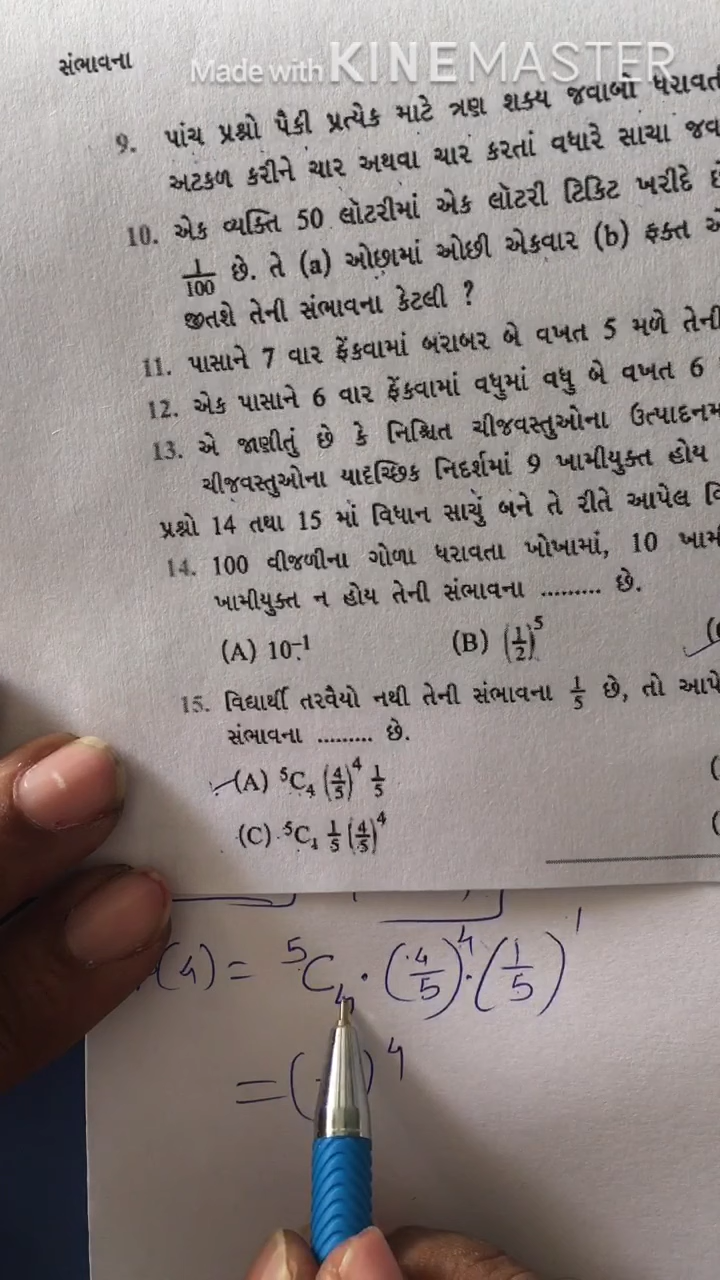 સંભાવના
Made with KINEMASTER
9. પાંચ પ્રશ્નો પૈકી પ્રત્યેક માટે ત્રણ શક્ય જવાબો ધરાવતી
અટકળ કરીને ચાર અથવા ચાર કરતાં વધારે સાચા જવ
10. એક વ્યક્તિ 50 લૉટરીમાં એક લૉટરી ટિકિટ ખરીદે છે
1/100 છે. તે (a) ઓછામાં ઓછી એકવાર (b) ફક્ત એ
જીતશે તેની સંભાવના કેટલી ?
11. પાસાને 7 વાર ફેંકવામાં બરાબર બે વખત 5 મળે તેની
12. એક પાસાને 6 વાર ફેંકવામાં વધુમાં વધુ બે વખત 6
13. એ જાણીતું છે કે નિશ્ચિત ચીજવસ્તુઓના ઉત્પાદનમ
ચીજવસ્તુઓના યાદચ્છિક નિદર્શમાં 9 ખામીયુક્ત હોય
પ્રશ્નો 14 તથા 15 માં વિધાન સાચું બને તે રીતે આપેલ વિ
14. 100 વીજળીના ગોળા ધરાવતા ખોખામાં, 10 ખામ
ખામીયુક્ત ન હોય તેની સંભાવના ......... છે.
(A) 10⁻¹ (B) (1/2)⁵
15. વિદ્યાર્થી તરવૈયો નથી તેની સંભાવના 1/5 છે, તો આપે
સંભાવના ......... છે.
(A) ⁵C₄ (4/5)⁴ 1/5
(C) ⁵C₁ 1/5 (4/5)⁴
(4) = ⁵C₄ · (4/5)⁴ · (1/5)¹
= ( )⁴